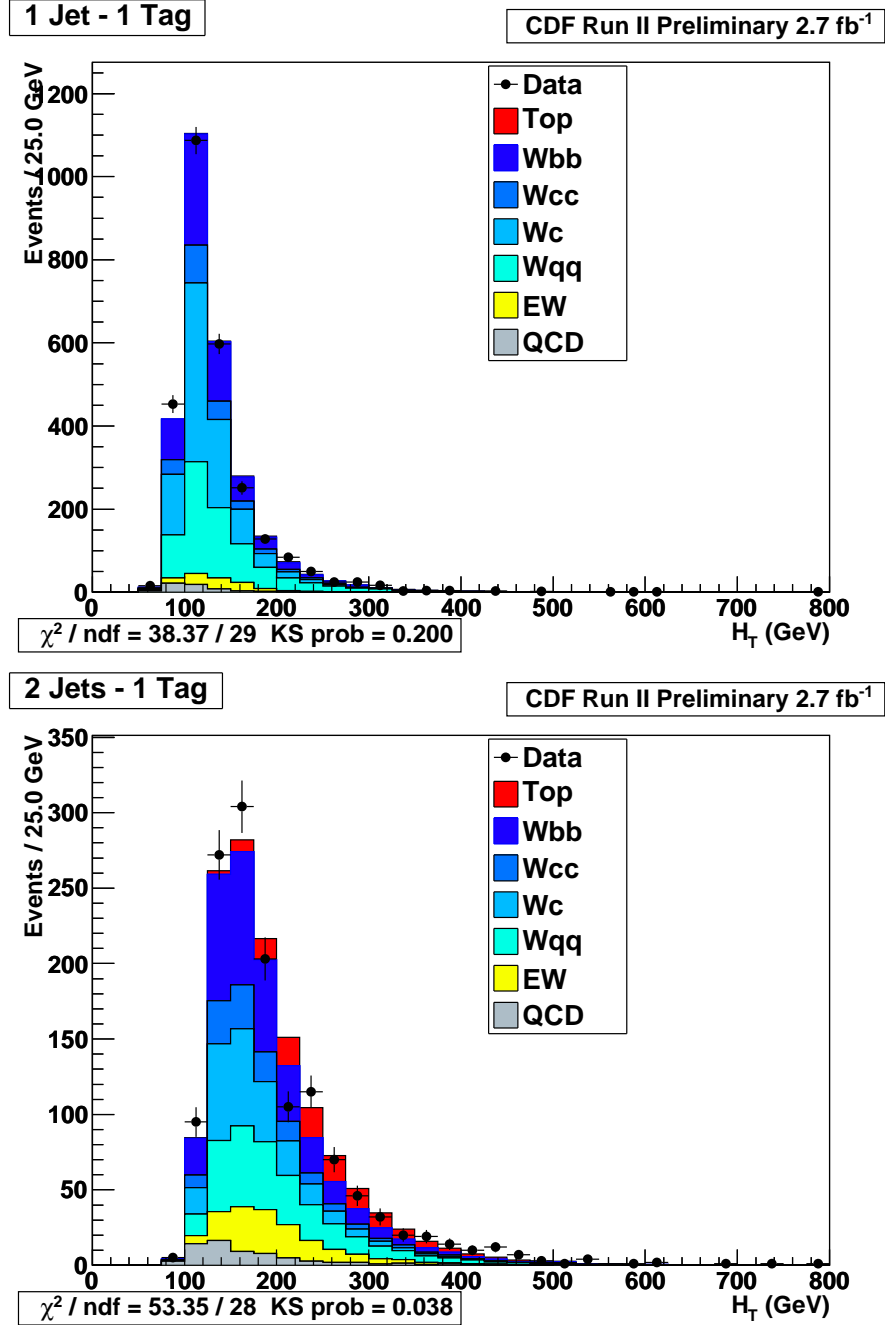 1 Jet - 1 Tag
CDF Run II Preliminary 2.7 fb⁻¹
Events / 25.0 GeV
1200
1000
800
600
400
200
0
Data
Top
Wbb
Wcc
Wc
Wqq
EW
QCD
0 100 200 300 400 500 600 700 800
H_T (GeV)
χ² / ndf = 38.37 / 29 KS prob = 0.200
2 Jets - 1 Tag
CDF Run II Preliminary 2.7 fb⁻¹
Events / 25.0 GeV
350
300
250
200
150
100
50
0
Data
Top
Wbb
Wcc
Wc
Wqq
EW
QCD
0 100 200 300 400 500 600 700 800
H_T (GeV)
χ² / ndf = 53.35 / 28 KS prob = 0.038